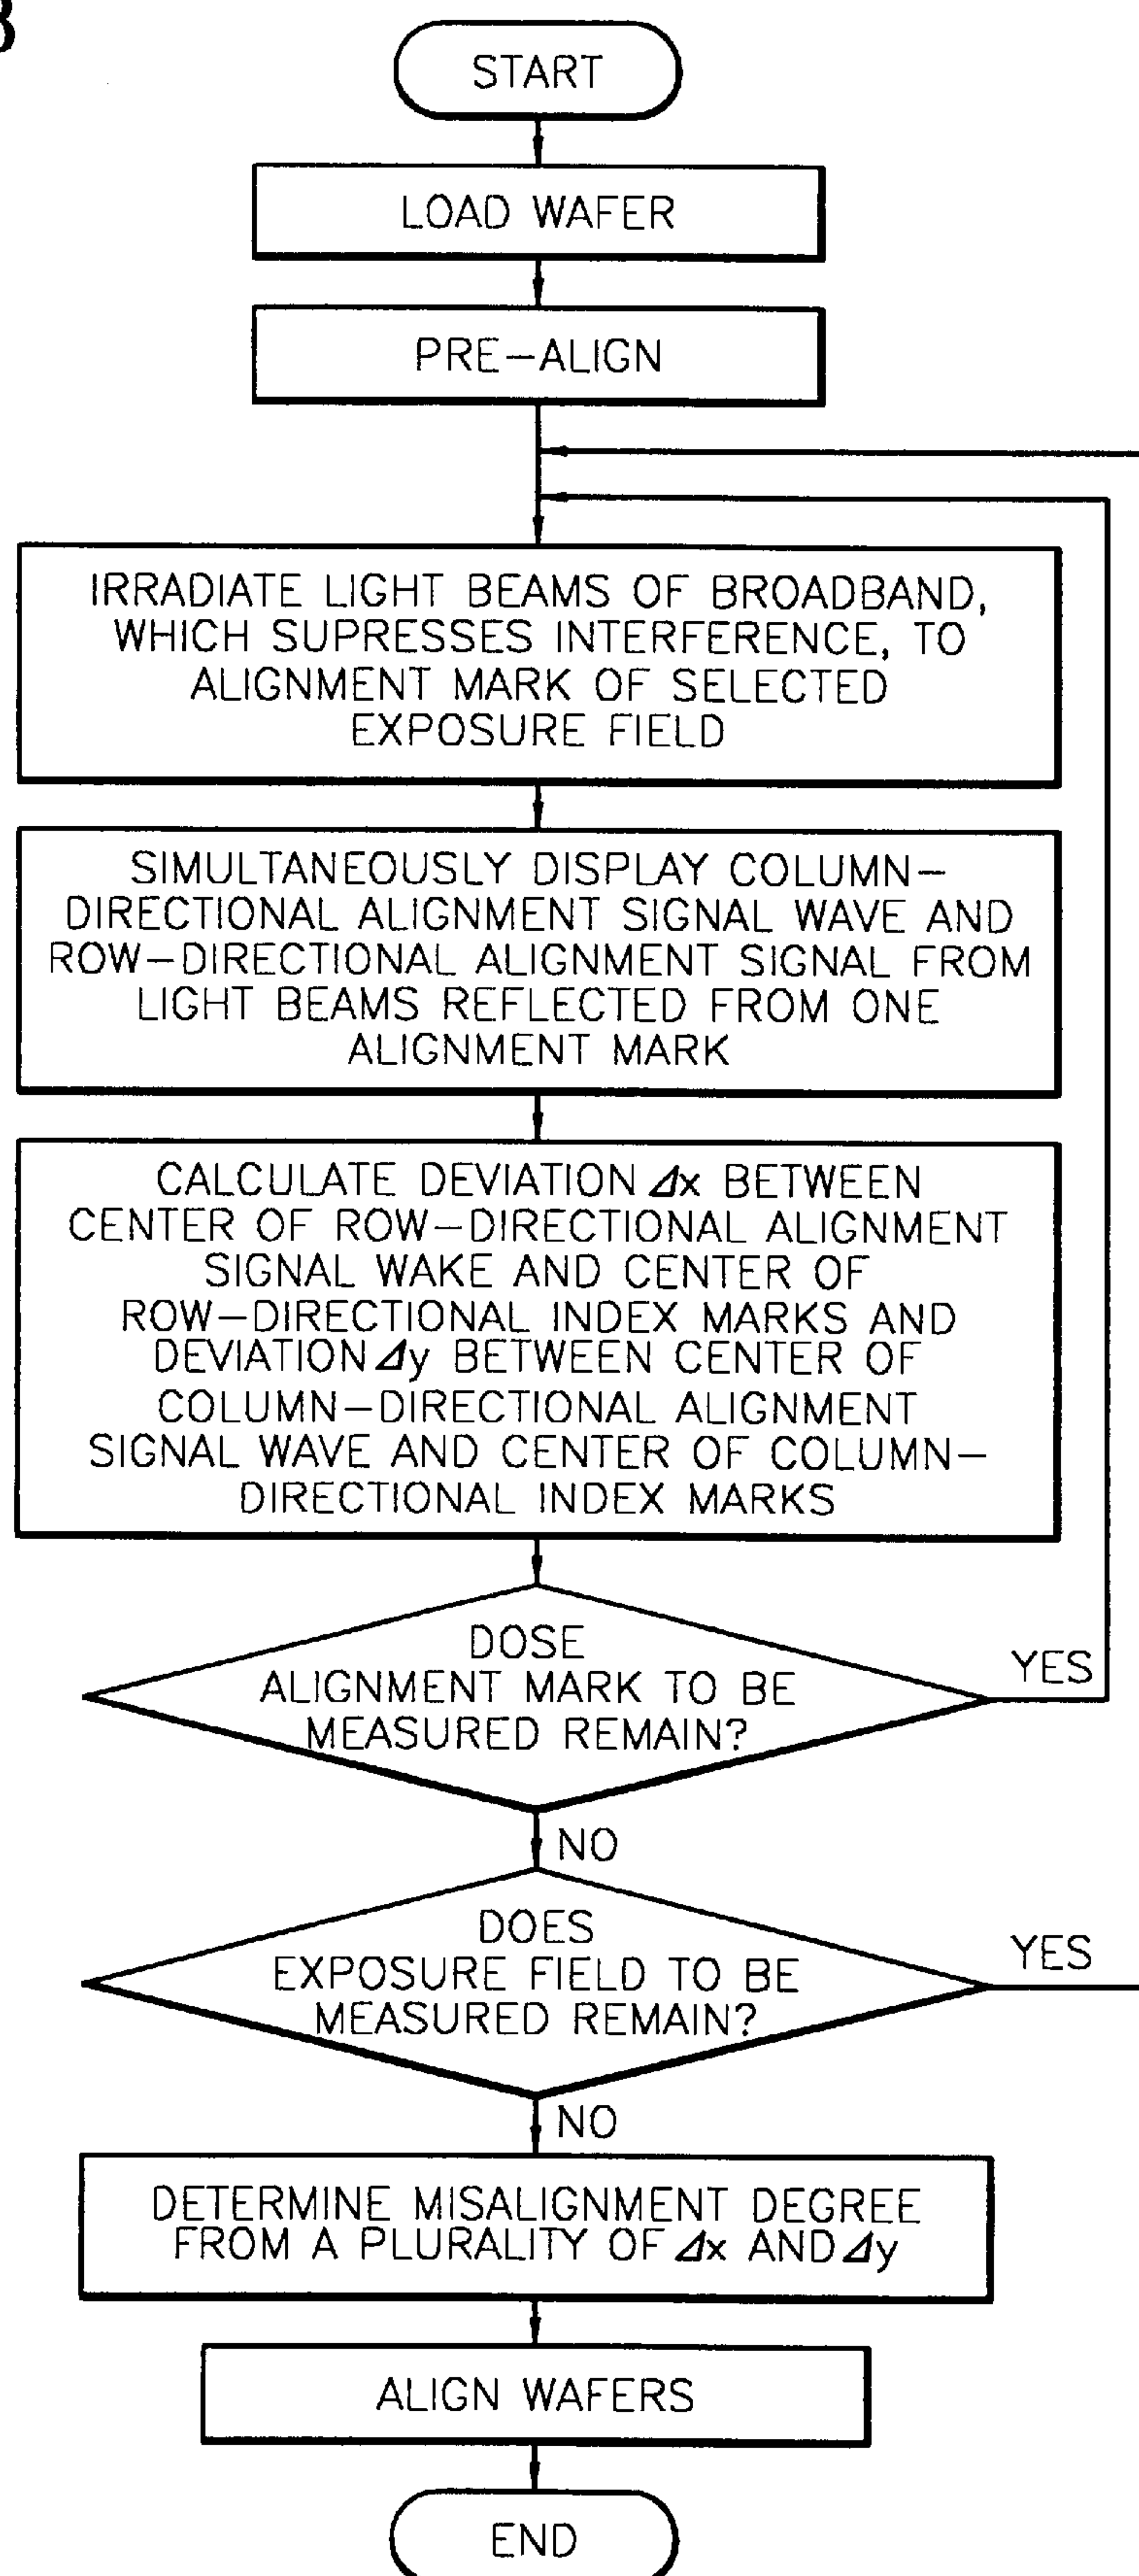 START
LOAD WAFER
PRE-ALIGN
IRRADIATE LIGHT BEAMS OF BROADBAND,
WHICH SUPRESSES INTERFERENCE, TO
ALIGNMENT MARK OF SELECTED
EXPOSURE FIELD
SIMULTANEOUSLY DISPLAY COLUMN-
DIRECTIONAL ALIGNMENT SIGNAL WAVE AND
ROW-DIRECTIONAL ALIGNMENT SIGNAL FROM
LIGHT BEAMS REFLECTED FROM ONE
ALIGNMENT MARK
CALCULATE DEVIATION Δx BETWEEN
CENTER OF ROW-DIRECTIONAL ALIGNMENT
SIGNAL WAKE AND CENTER OF
ROW-DIRECTIONAL INDEX MARKS AND
DEVIATION Δy BETWEEN CENTER OF
COLUMN-DIRECTIONAL ALIGNMENT
SIGNAL WAVE AND CENTER OF COLUMN-
DIRECTIONAL INDEX MARKS
DOSE
ALIGNMENT MARK TO BE
MEASURED REMAIN?
YES
NO
DOES
EXPOSURE FIELD TO BE
MEASURED REMAIN?
YES
NO
DETERMINE MISALIGNMENT DEGREE
FROM A PLURALITY OF Δx AND Δy
ALIGN WAFERS
END